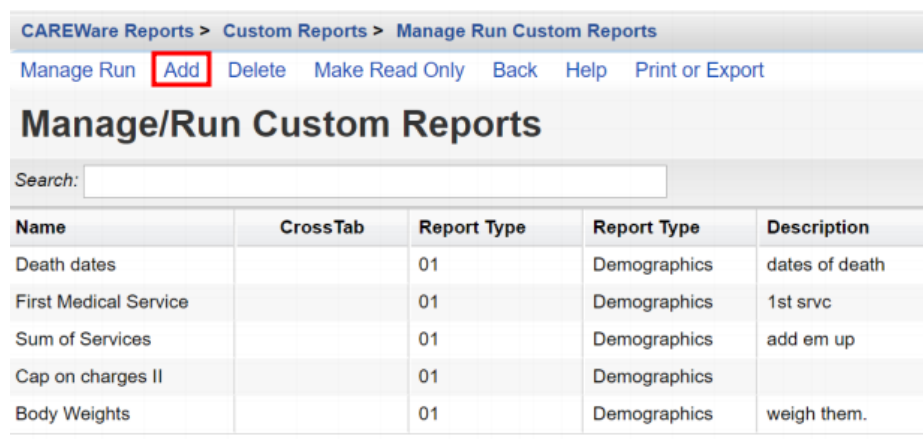 CAREWare Reports > Custom Reports > Manage Run Custom Reports
Manage Run Add Delete Make Read Only Back Help Print or Export
Manage/Run Custom Reports
Search:
Name CrossTab Report Type Report Type Description
Death dates 01 Demographics dates of death
First Medical Service 01 Demographics 1st srvc
Sum of Services 01 Demographics add em up
Cap on charges II 01 Demographics
Body Weights 01 Demographics weigh them.